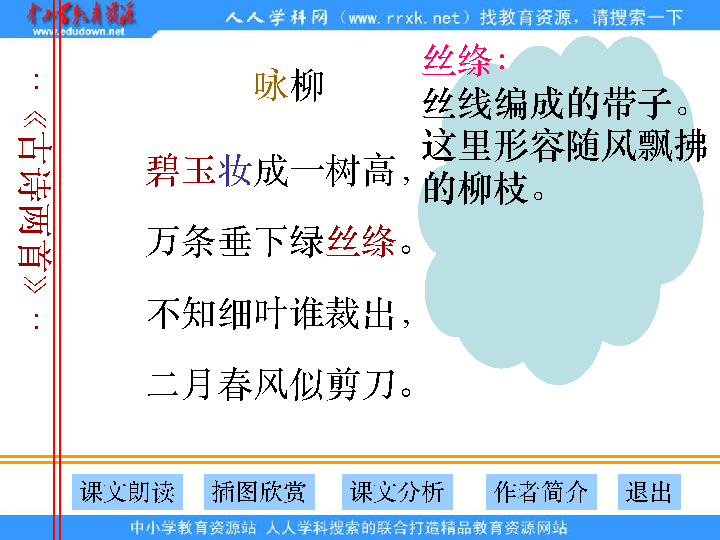 中小学教育资源
www.edudown.net
人人学科网（www.rrxk.net）找教育资源，请搜索一下
：《古诗两首》：
咏柳
碧玉妆成一树高，
万条垂下绿丝绦。
不知细叶谁裁出，
二月春风似剪刀。
丝绦：
丝线编成的带子。
这里形容随风飘拂
的柳枝。
课文朗读
插图欣赏
课文分析
作者简介
退出
中小学教育资源站 人人学科搜索的联合打造精品教育资源网站